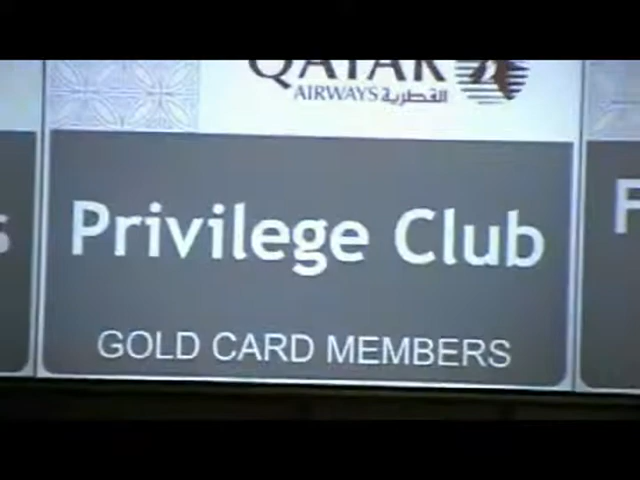 QATAR
AIRWAYS القطرية
Privilege Club
GOLD CARD MEMBERS
s
F